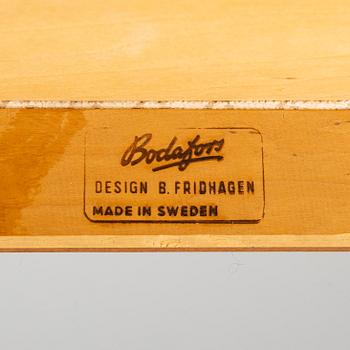 Bodafors
DESIGN B. FRIDHAGEN
MADE IN SWEDEN